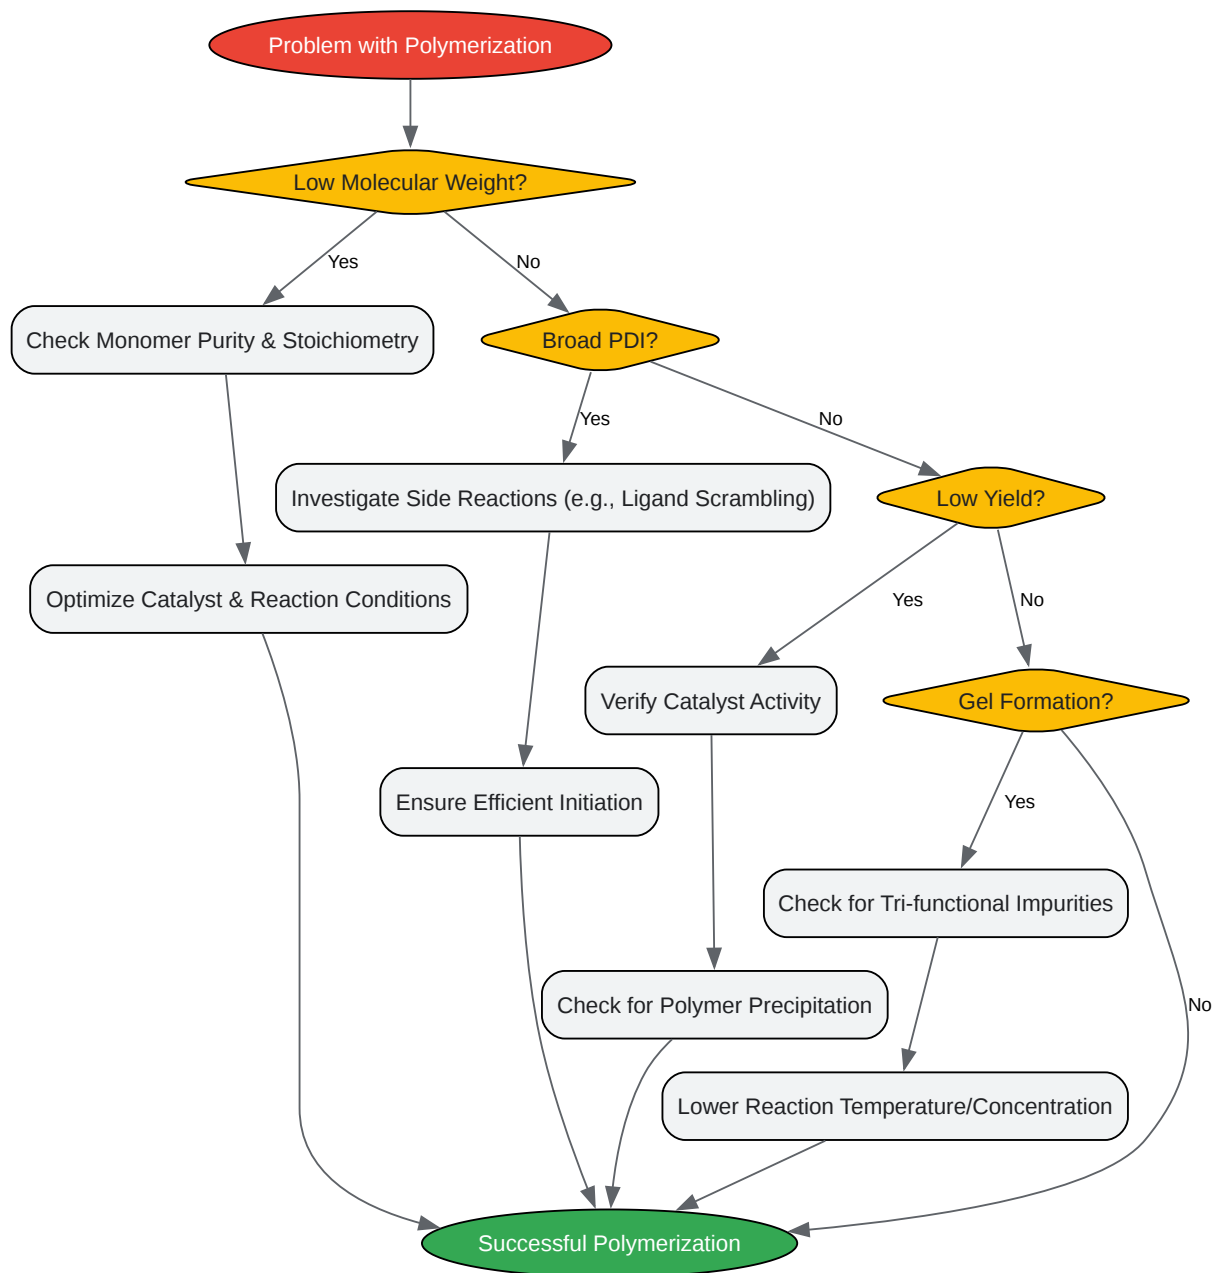 Problem with Polymerization
Low Molecular Weight?
Yes
No
Check Monomer Purity & Stoichiometry
Broad PDI?
Yes
No
Investigate Side Reactions (e.g., Ligand Scrambling)
Low Yield?
Optimize Catalyst & Reaction Conditions
Yes
No
Verify Catalyst Activity
Gel Formation?
Ensure Efficient Initiation
Yes
Check for Tri-functional Impurities
Check for Polymer Precipitation
No
Lower Reaction Temperature/Concentration
Successful Polymerization